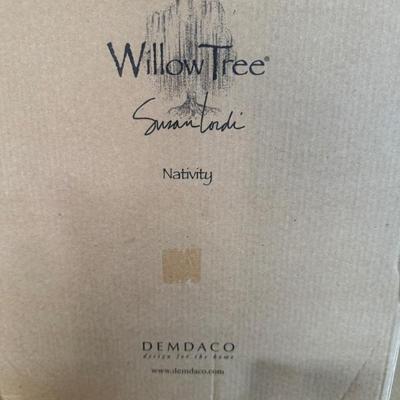 Willow Tree®
Susan Lordi
Nativity
DEMDACO
design for the home
www.demdaco.com